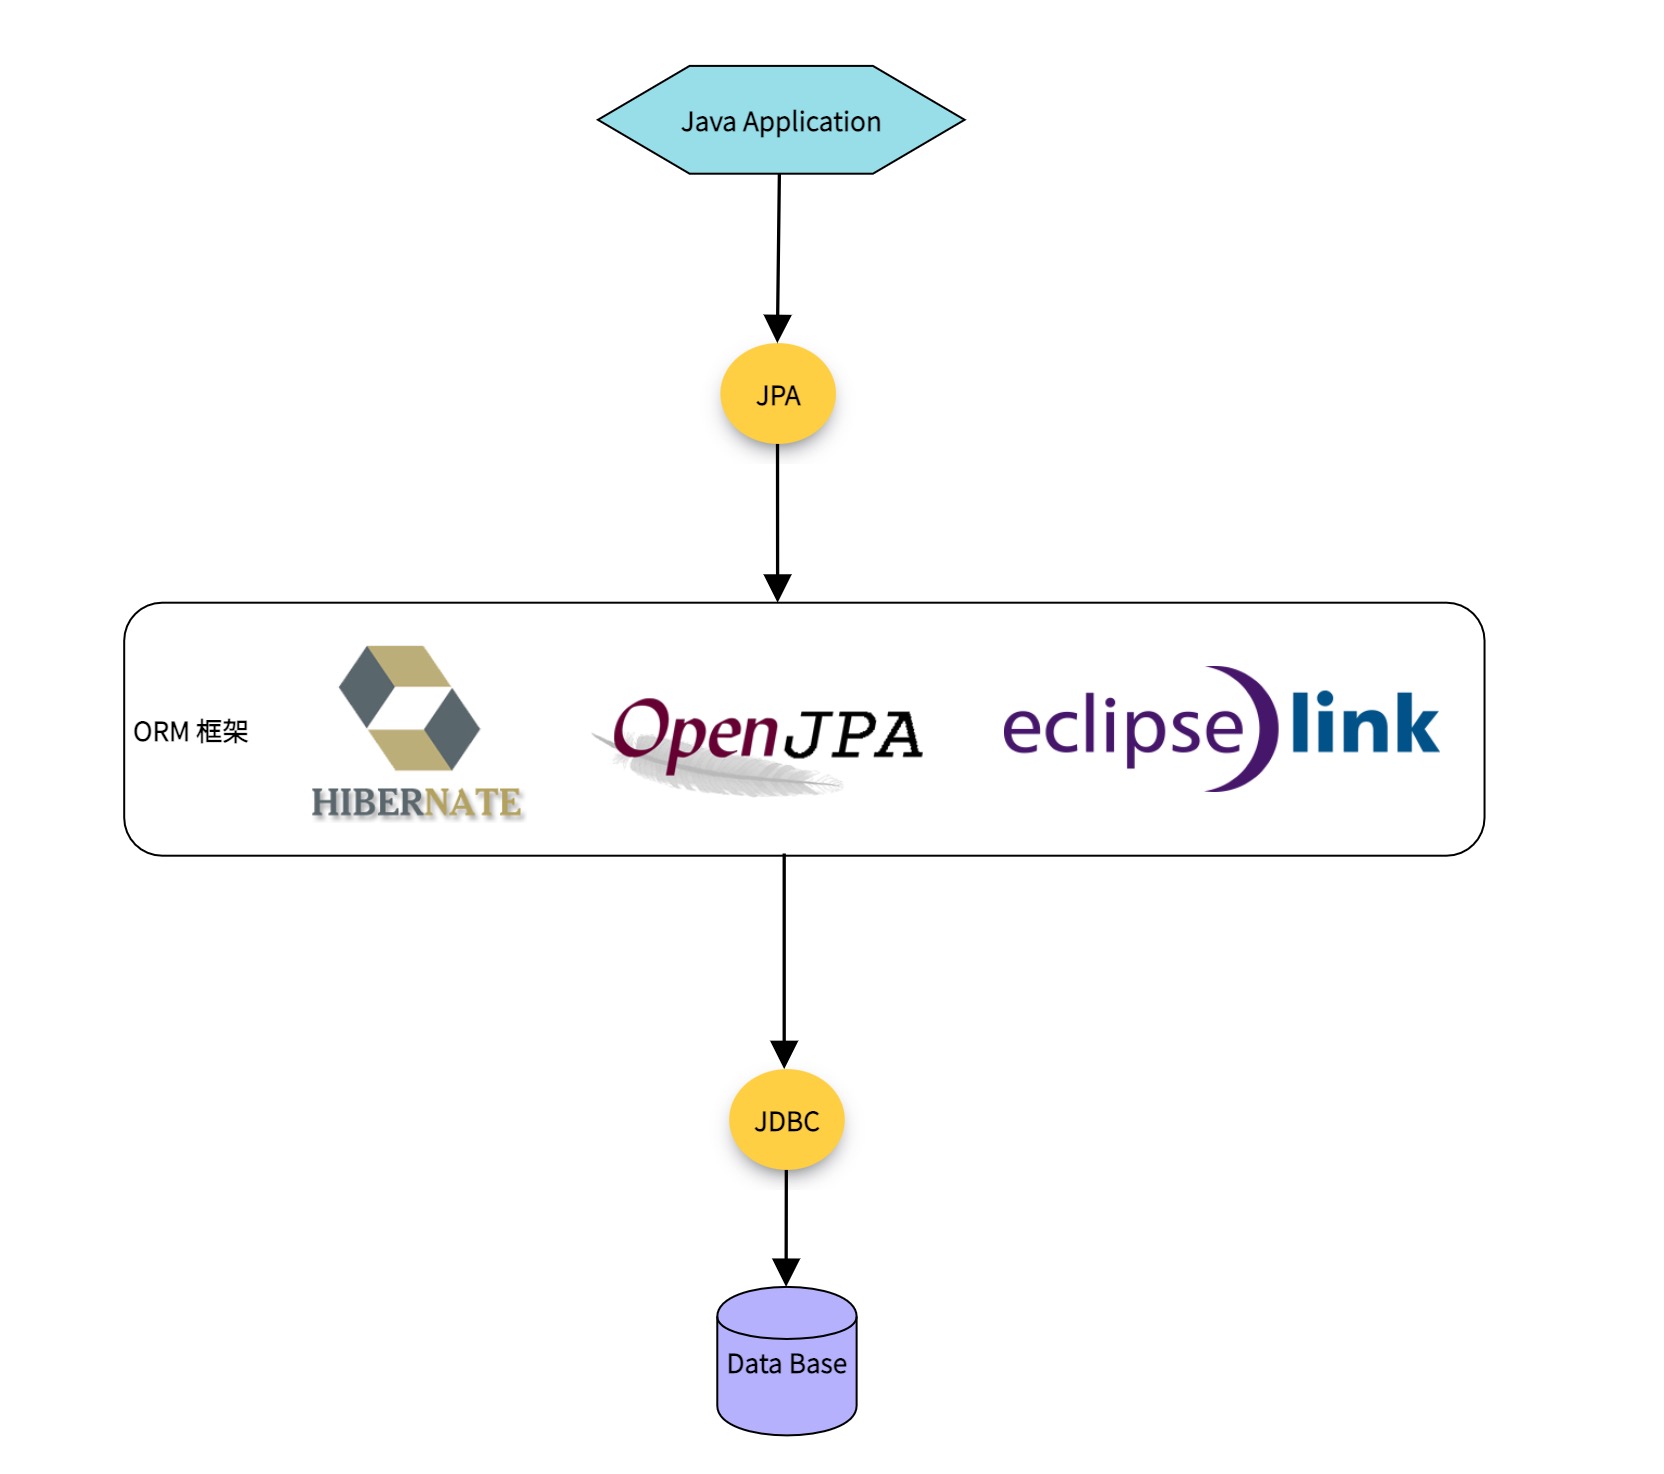 Java Application
JPA
ORM 框架
HIBERNATE
OpenJPA
eclipse link
JDBC
Data Base